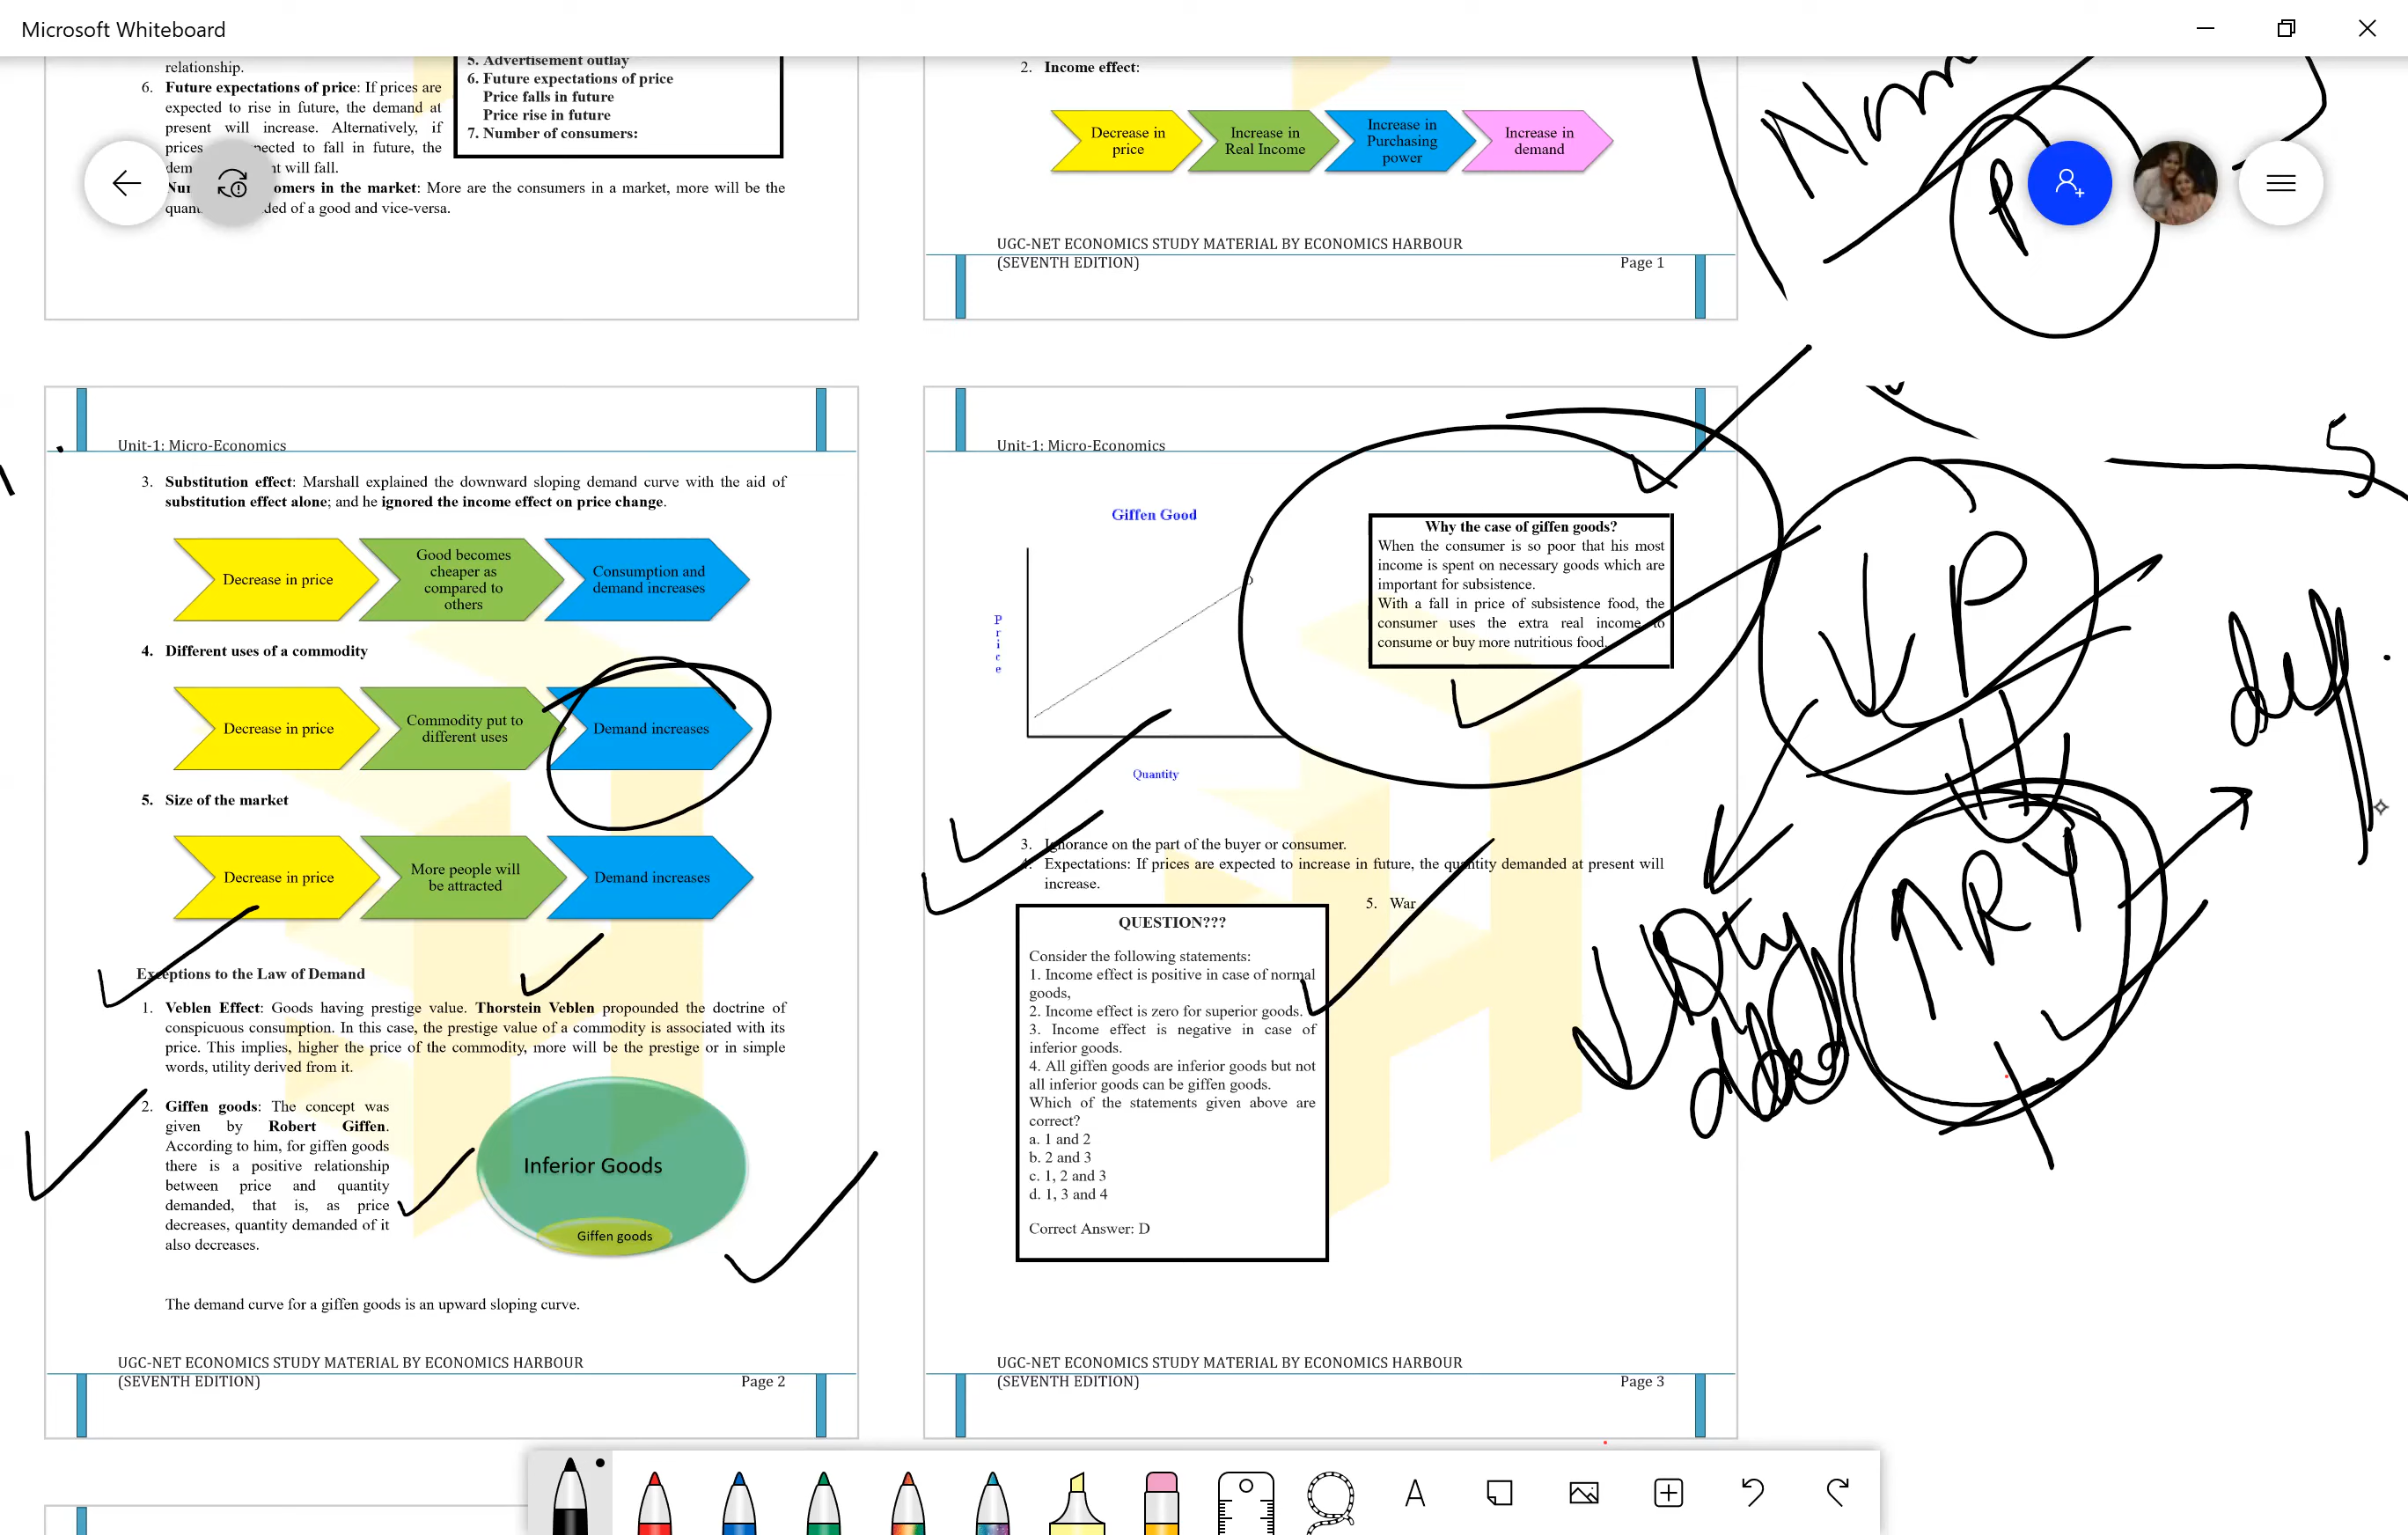 Microsoft Whiteboard
relationship.
6. Future expectations of price: If prices are
expected to rise in future, the demand at
present will increase. Alternatively, if
prices pected to fall in future, the
dem nt will fall.
omers in the market: More are the consumers in a market, more will be the
quan ded of a good and vice-versa.
5. Advertisement outlay
6. Future expectations of price
Price falls in future
Price rise in future
7. Number of consumers:
2. Income effect:
Decrease in
price
Increase in
Real Income
Increase in
Purchasing
power
Increase in
demand
UGC-NET ECONOMICS STUDY MATERIAL BY ECONOMICS HARBOUR
(SEVENTH EDITION) Page 1
P
Unit-1: Micro-Economics
3. Substitution effect: Marshall explained the downward sloping demand curve with the aid of
substitution effect alone; and he ignored the income effect on price change.
Decrease in price
Good becomes
cheaper as
compared to
others
Consumption and
demand increases
4. Different uses of a commodity
Decrease in price
Commodity put to
different uses
Demand increases
5. Size of the market
Decrease in price
More people will
be attracted
Demand increases
Exceptions to the Law of Demand
1. Veblen Effect: Goods having prestige value. Thorstein Veblen propounded the doctrine of
conspicuous consumption. In this case, the prestige value of a commodity is associated with its
price. This implies, higher the price of the commodity, more will be the prestige or in simple
words, utility derived from it.
2. Giffen goods: The concept was
given by Robert Giffen.
According to him, for giffen goods
there is a positive relationship
between price and quantity
demanded, that is, as price
decreases, quantity demanded of it
also decreases.
Inferior Goods
Giffen goods
The demand curve for a giffen goods is an upward sloping curve.
UGC-NET ECONOMICS STUDY MATERIAL BY ECONOMICS HARBOUR
(SEVENTH EDITION) Page 2
Unit-1: Micro-Economics
Giffen Good
Price
D
Quantity
Why the case of giffen goods?
When the consumer is so poor that his most
income is spent on necessary goods which are
important for subsistence.
With a fall in price of subsistence food, the
consumer uses the extra real income to
consume or buy more nutritious food.
3. Ignorance on the part of the buyer or consumer.
4. Expectations: If prices are expected to increase in future, the quantity demanded at present will
increase.
5. War
QUESTION???
Consider the following statements:
1. Income effect is positive in case of normal
goods,
2. Income effect is zero for superior goods.
3. Income effect is negative in case of
inferior goods.
4. All giffen goods are inferior goods but not
all inferior goods can be giffen goods.
Which of the statements given above are
correct?
a. 1 and 2
b. 2 and 3
c. 1, 2 and 3
d. 1, 3 and 4
Correct Answer: D
UGC-NET ECONOMICS STUDY MATERIAL BY ECONOMICS HARBOUR
(SEVENTH EDITION) Page 3
P